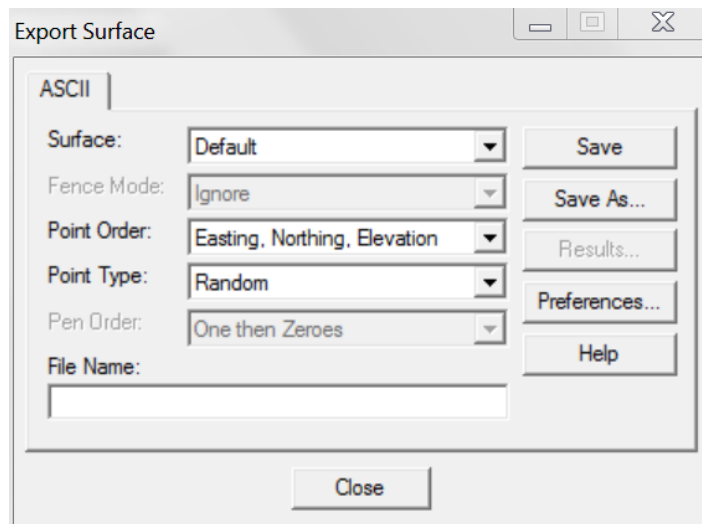 Export Surface
ASCII
Surface:
Default
Save
Fence Mode:
Ignore
Save As...
Point Order:
Easting, Northing, Elevation
Results...
Point Type:
Random
Preferences...
Pen Order:
One then Zeroes
Help
File Name:
Close